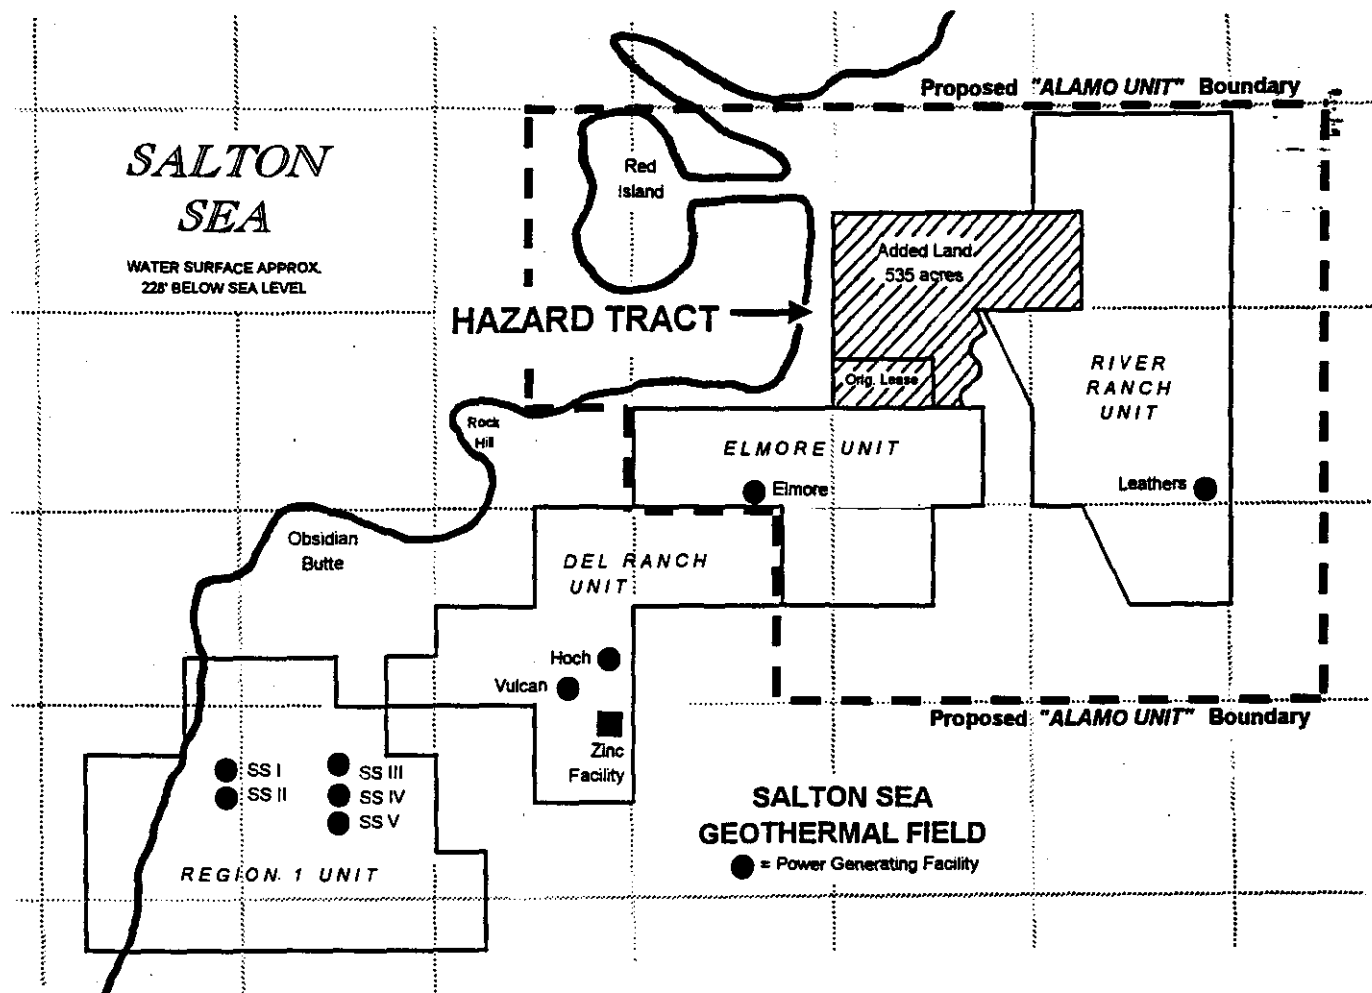 Proposed "ALAMO UNIT" Boundary
SALTON
SEA
WATER SURFACE APPROX.
228' BELOW SEA LEVEL
Red
Island
Added Land
535 acres
HAZARD TRACT
Orig. Lease
RIVER
RANCH
UNIT
Rock
Hill
ELMORE UNIT
Elmore
Leathers
Obsidian
Butte
DEL RANCH
UNIT
Hoch
Vulcan
Zinc
Facility
Proposed "ALAMO UNIT" Boundary
SS I
SS II
SS III
SS IV
SS V
REGION 1 UNIT
SALTON SEA
GEOTHERMAL FIELD
= Power Generating Facility